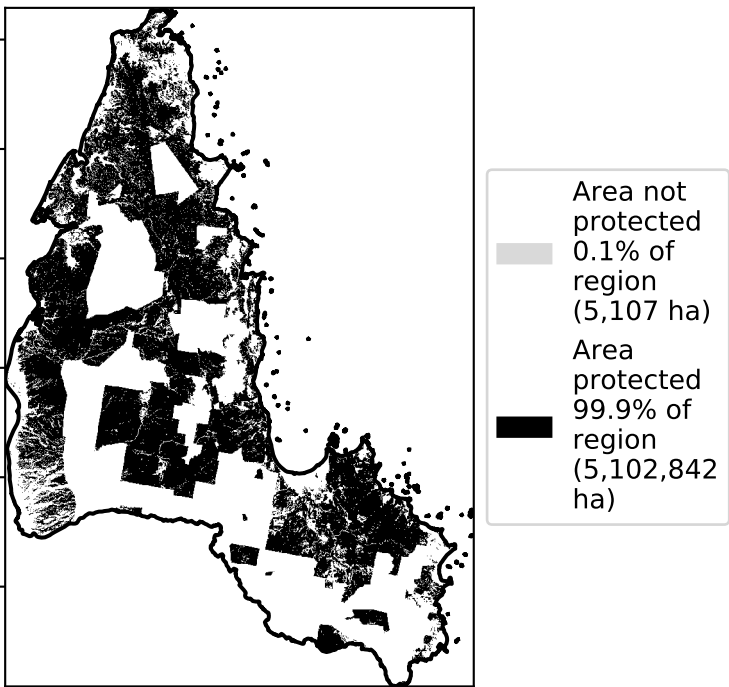 Area not
protected
0.1% of
region
(5,107 ha)
Area
protected
99.9% of
region
(5,102,842
ha)